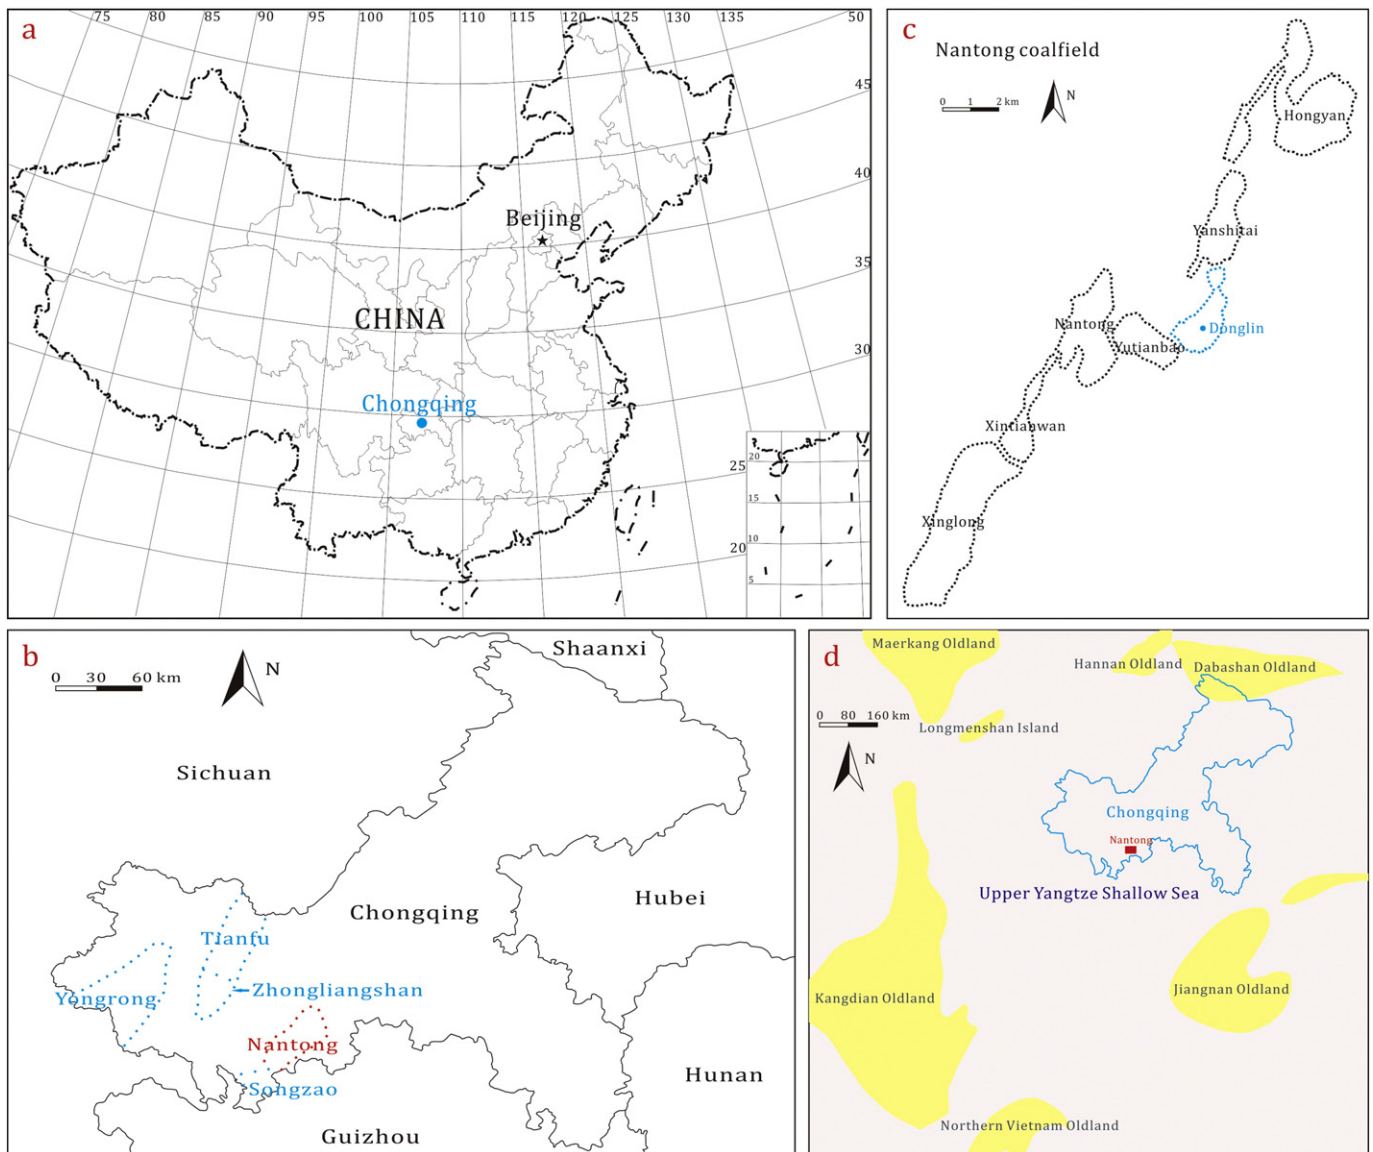 a
75 80 85 90 95 100 105 110 115 120 125 135 50
45
40
35
30
25
20
Beijing
CHINA
Chongqing
20
15
10
5
c
Nantong coalfield
0 1 2 km
N
Hongyan
Yanshitai
Nantong
Donglin
Yutianbao
Xintianwan
Xinglong
b
0 30 60 km
N
Shaanxi
Sichuan
Hubei
Chongqing
Tianfu
Yongrong
Zhongliangshan
Nantong
Songzao
Hunan
Guizhou
d
Maerkang Oldland
Hannan Oldland
Dabashan Oldland
0 80 160 km
Longmenshan Island
N
Chongqing
Nantong
Upper Yangtze Shallow Sea
Kangdian Oldland
Jiangnan Oldland
Northern Vietnam Oldland